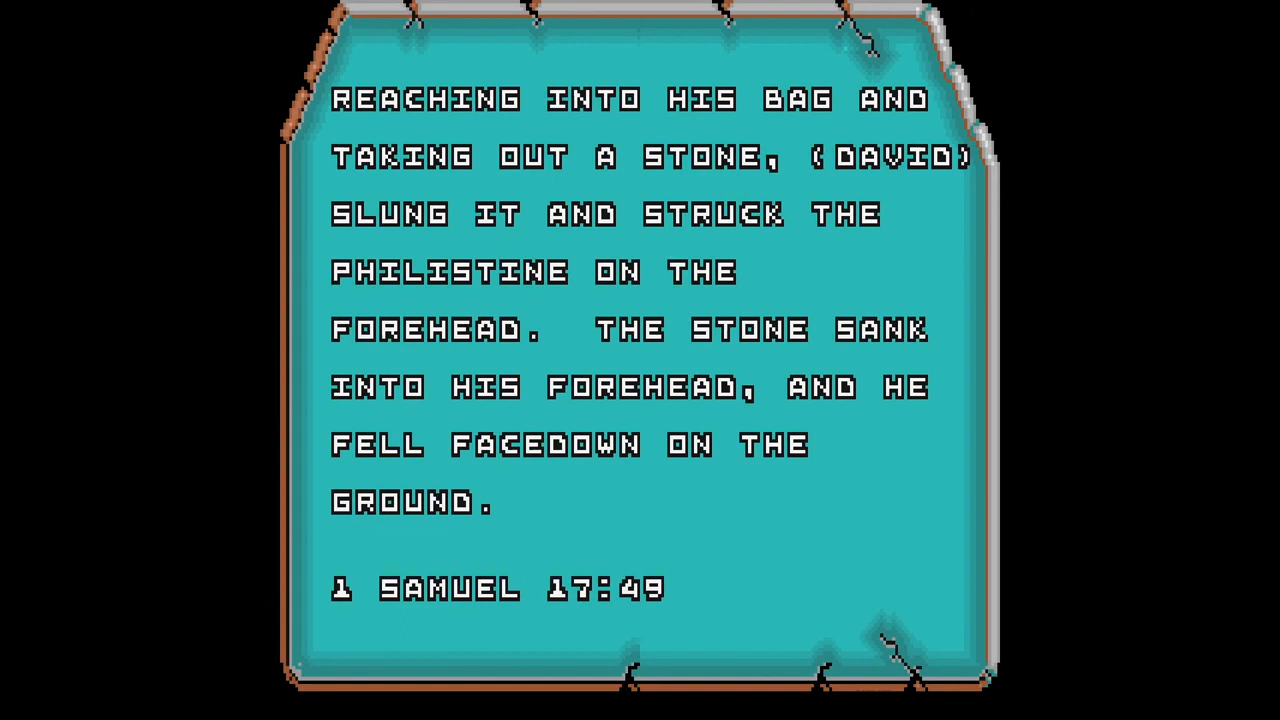 REACHING INTO HIS BAG AND
TAKING OUT A STONE, (DAVID)
SLUNG IT AND STRUCK THE
PHILISTINE ON THE
FOREHEAD.  THE STONE SANK
INTO HIS FOREHEAD, AND HE
FELL FACEDOWN ON THE
GROUND.
1 SAMUEL 17:49